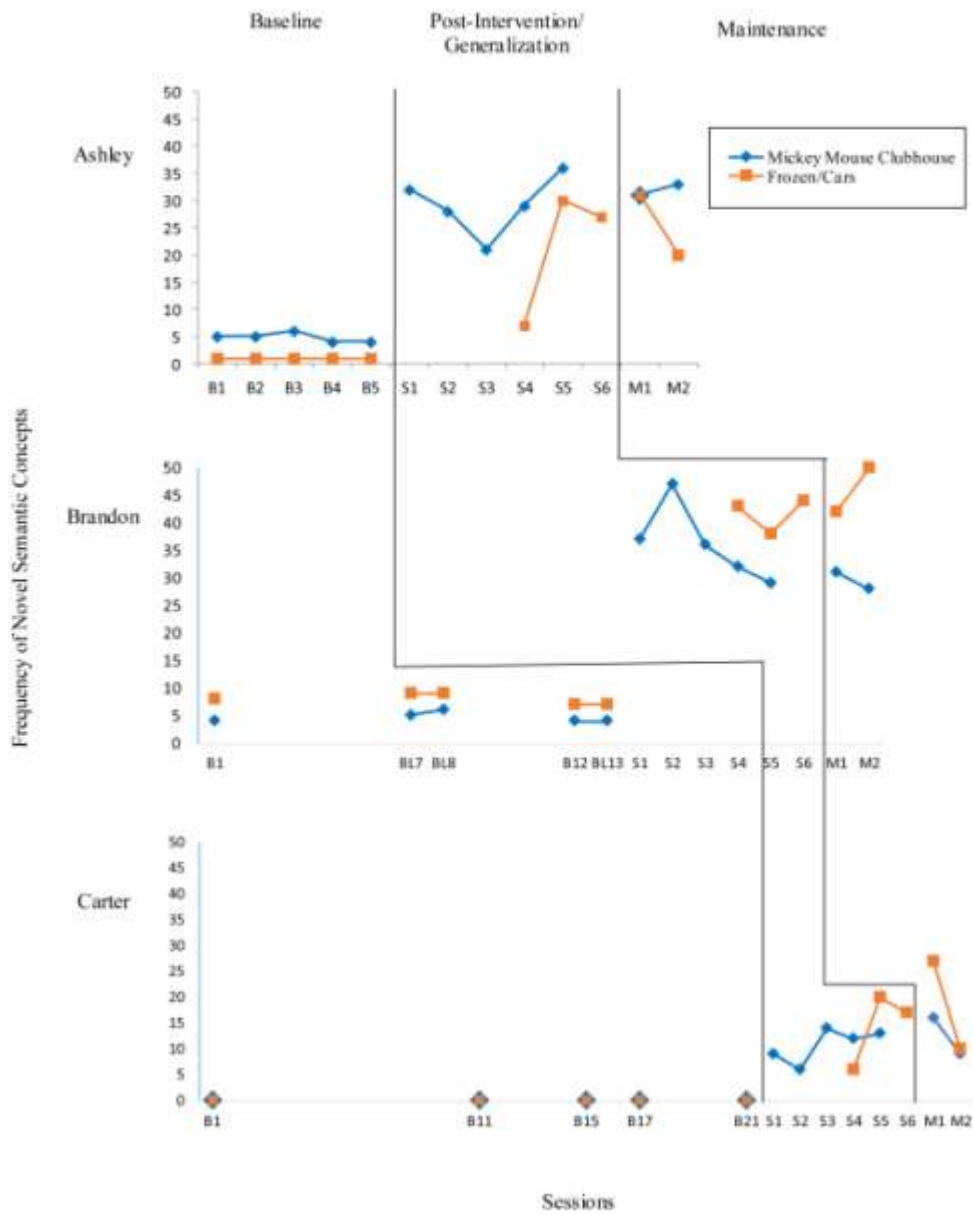 Baseline
Post-Intervention/
Generalization
Maintenance
Ashley
50
45
40
35
30
25
20
15
10
5
0
B1 B2 B3 B4 B5 S1 S2 S3 S4 S5 S6 M1 M2
Mickey Mouse Clubhouse
Frozen/Cars
Frequency of Novel Semantic Concepts
Brandon
50
45
40
35
30
25
20
15
10
5
0
B1 BL7 BL8 B12 BL13 S1 S2 S3 S4 S5 S6 M1 M2
Carter
50
45
40
35
30
25
20
15
10
5
0
B1 B11 B15 B17 B21 S1 S2 S3 S4 S5 S6 M1 M2
Sessions